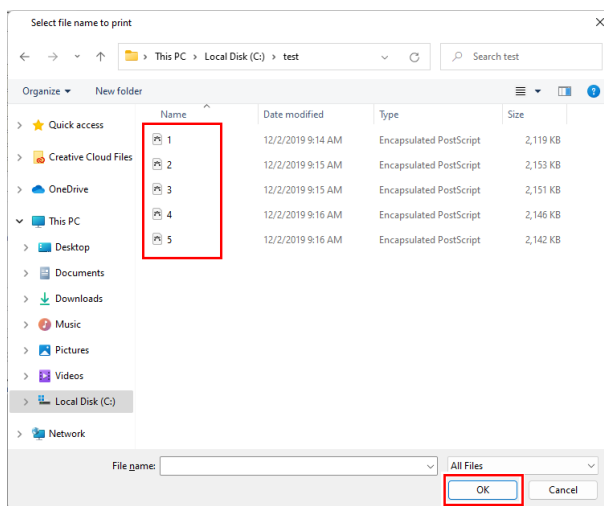 Select file name to print
This PC > Local Disk (C:) > test
Search test
Organize New folder
Name Date modified Type Size
Quick access
Creative Cloud Files
OneDrive
This PC
Desktop
Documents
Downloads
Music
Pictures
Videos
Local Disk (C:)
Network
1 12/2/2019 9:14 AM Encapsulated PostScript 2,119 KB
2 12/2/2019 9:15 AM Encapsulated PostScript 2,153 KB
3 12/2/2019 9:15 AM Encapsulated PostScript 2,151 KB
4 12/2/2019 9:16 AM Encapsulated PostScript 2,146 KB
5 12/2/2019 9:16 AM Encapsulated PostScript 2,142 KB
File name: All Files
OK Cancel